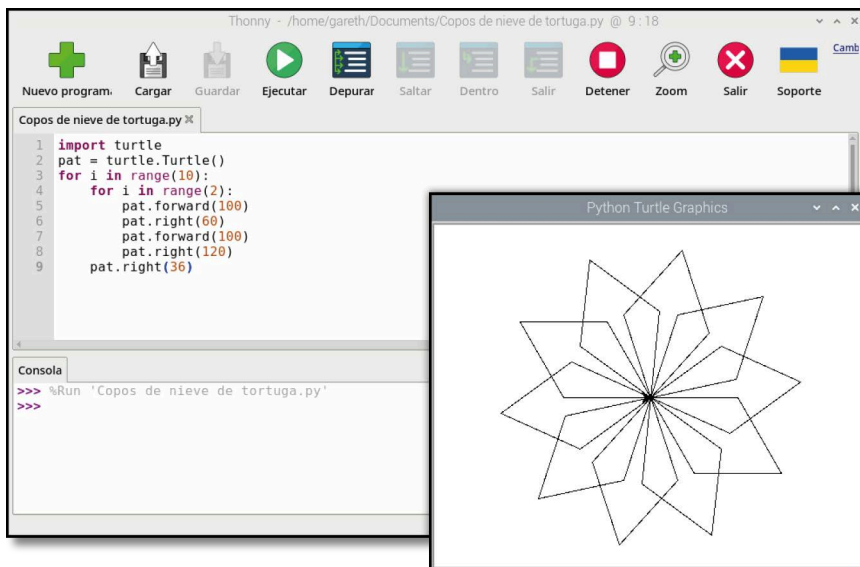 Thonny - /home/gareth/Documents/Copos de nieve de tortuga.py @ 9:18
Camb
Nuevo program. Cargar Guardar Ejecutar Depurar Saltar Dentro Salir Detener Zoom Salir Soporte
Copos de nieve de tortuga.py
1 import turtle
2 pat = turtle.Turtle()
3 for i in range(10):
4     for i in range(2):
5         pat.forward(100)
6         pat.right(60)
7         pat.forward(100)
8         pat.right(120)
9     pat.right(36)
Python Turtle Graphics
Consola
>>> %Run 'Copos de nieve de tortuga.py'
>>>